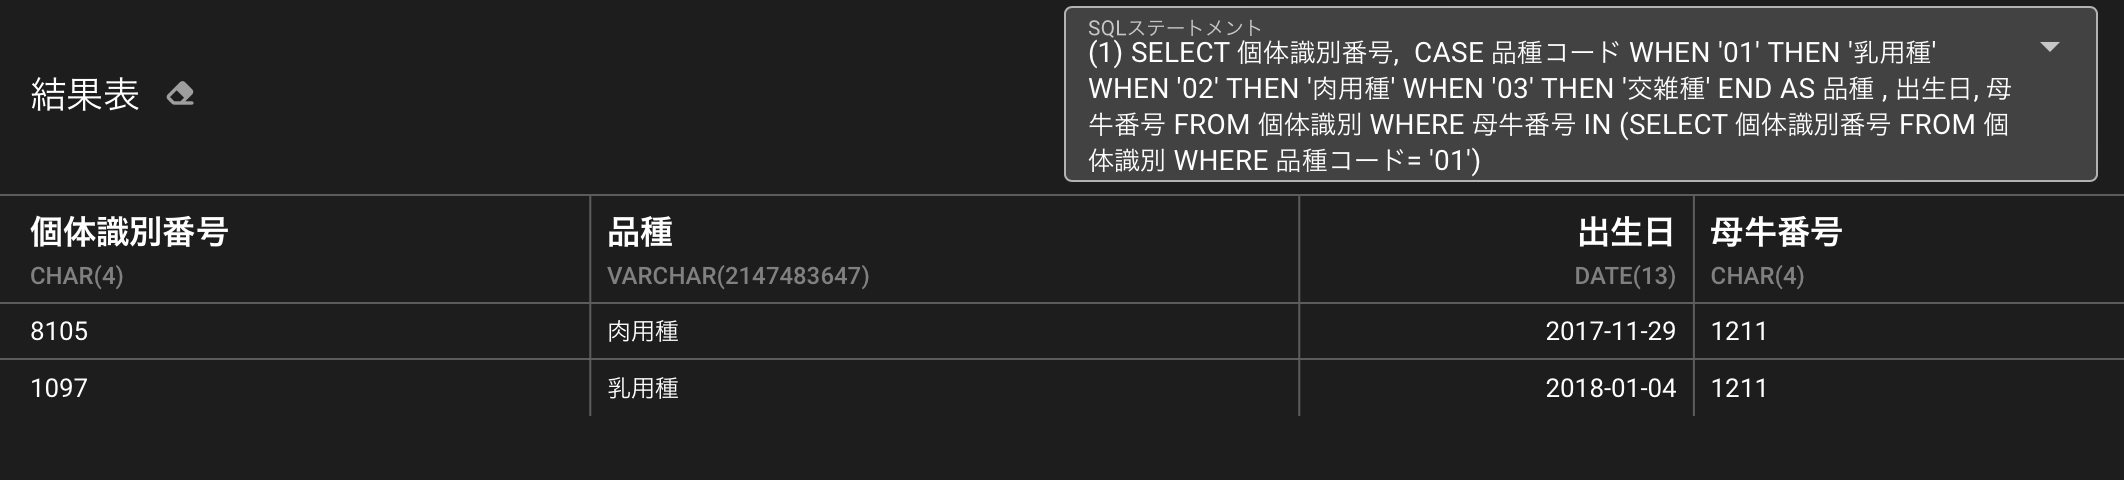 SQLステートメント
(1) SELECT 個体識別番号,  CASE 品種コード WHEN '01' THEN '乳用種'
WHEN '02' THEN '肉用種' WHEN '03' THEN '交雑種' END AS 品種 , 出生日, 母
牛番号 FROM 個体識別 WHERE 母牛番号 IN (SELECT 個体識別番号 FROM 個
体識別 WHERE 品種コード= '01')
結果表
個体識別番号 品種 出生日 母牛番号
CHAR(4) VARCHAR(2147483647) DATE(13) CHAR(4)
8105 肉用種 2017-11-29 1211
1097 乳用種 2018-01-04 1211